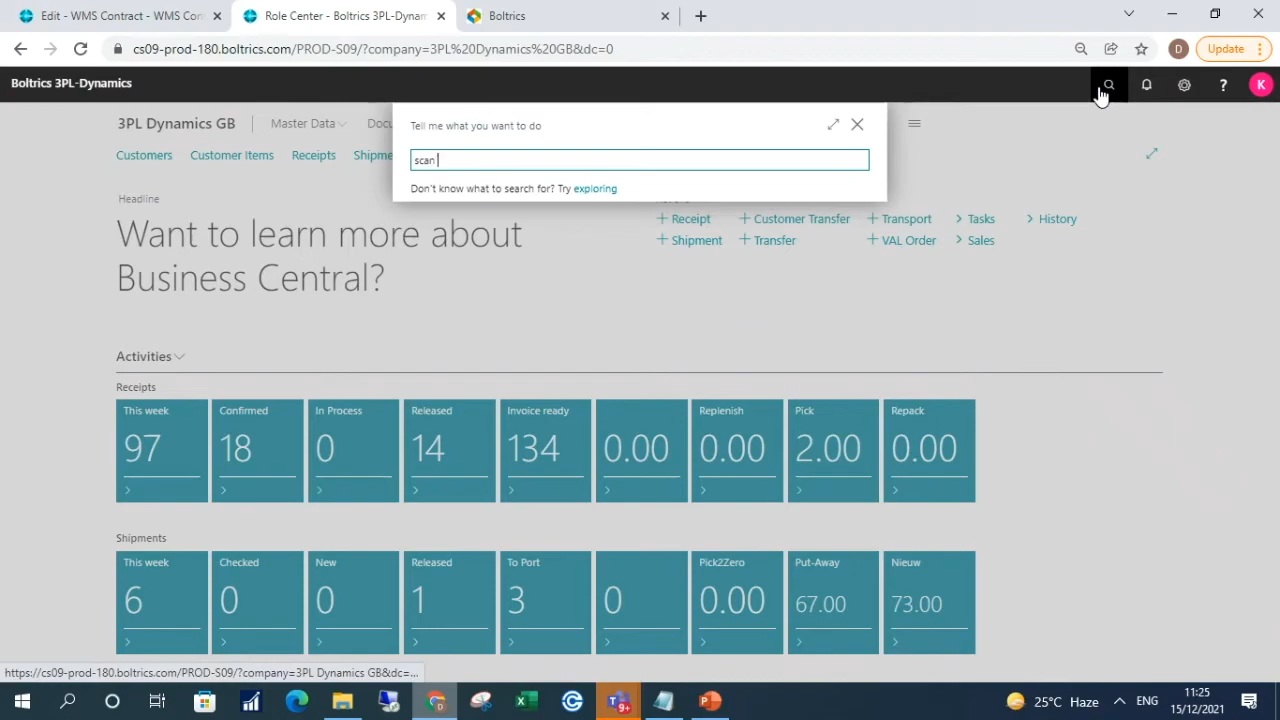 Edit - WMS Contract - WMS Cont
Role Center - Boltrics 3PL-Dynam
Boltrics
cs09-prod-180.boltrics.com/PROD-S09/?company=3PL%20Dynamics%20GB&dc=0
D
Update
Boltrics 3PL-Dynamics
?
K
3PL Dynamics GB
Master Data
Docu
Tell me what you want to do
scan
Don't know what to search for? Try exploring
Customers
Customer Items
Receipts
Shipme
Headline
Want to learn more about
Business Central?
+ Receipt
+ Customer Transfer
+ Transport
> Tasks
> History
+ Shipment
+ Transfer
+ VAL Order
> Sales
Activities
Receipts
This week
Confirmed
In Process
Released
Invoice ready
Replenish
Pick
Repack
97
18
0
14
134
0.00
0.00
2.00
0.00
Shipments
This week
Checked
New
Released
To Port
Pick2Zero
Put-Away
Nieuw
6
0
0
1
3
0
0.00
67.00
73.00
https://cs09-prod-180.boltrics.com/PROD-S09/?company=3PL Dynamics GB&dc=...
9+
25°C Haze
ENG
11:25
15/12/2021